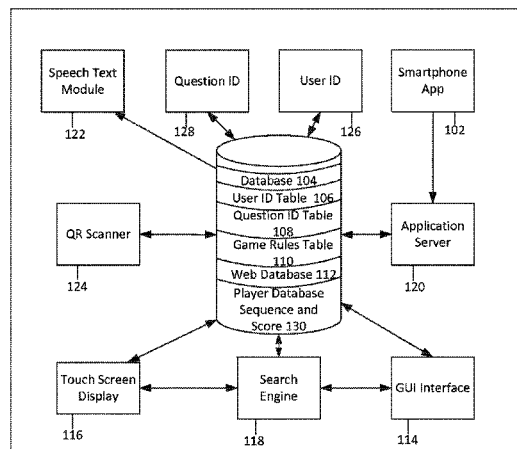 Speech Text
Module
122
Question ID
128
User ID
126
Smartphone
App
102
Database 104
User ID Table 106
Question ID Table
108
Game Rules Table
110
Web Database 112
Player Database
Sequence and
Score 130
QR Scanner
124
Application
Server
120
Touch Screen
Display
116
Search
Engine
118
GUI Interface
114